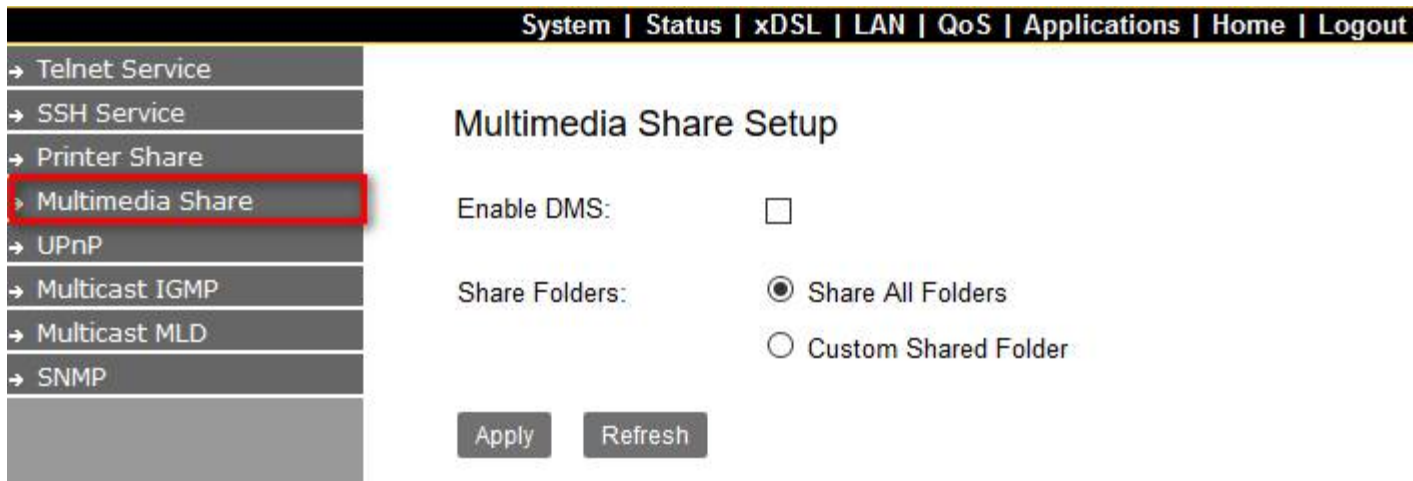 System | Status | xDSL | LAN | QoS | Applications | Home | Logout
Telnet Service
SSH Service
Printer Share
Multimedia Share
UPnP
Multicast IGMP
Multicast MLD
SNMP
Multimedia Share Setup
Enable DMS:
Share Folders: Share All Folders
Custom Shared Folder
Apply Refresh